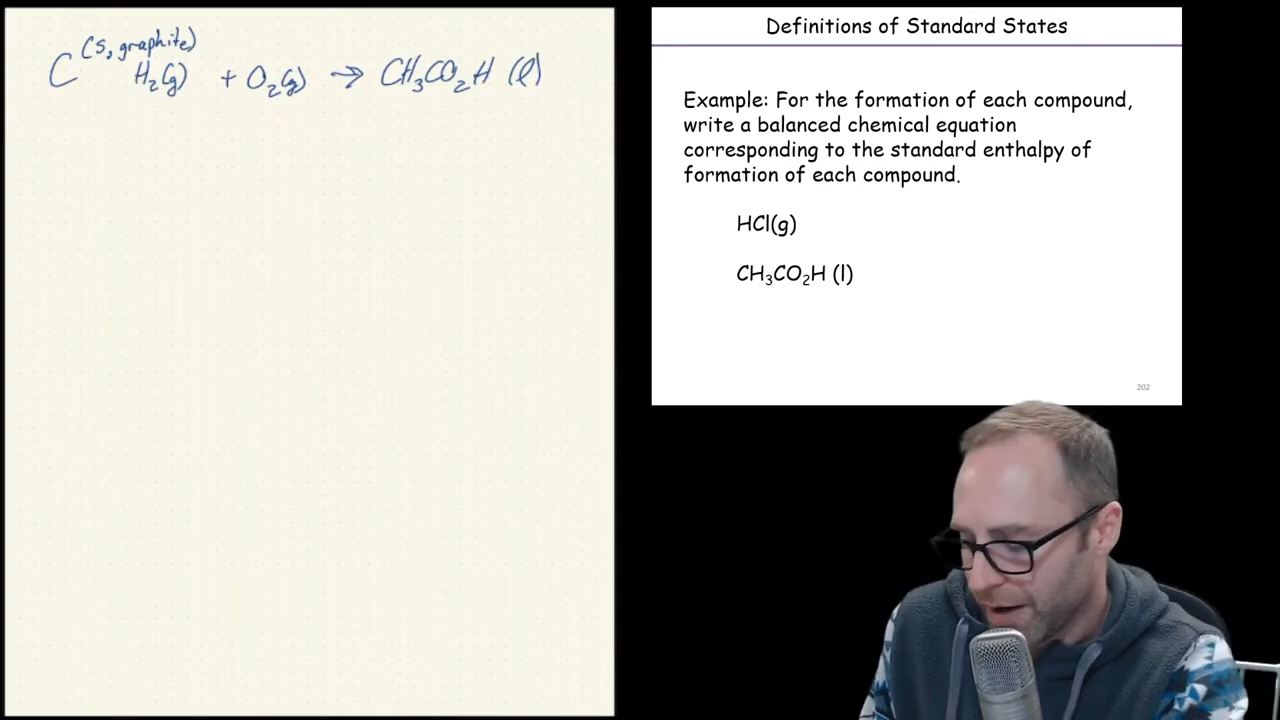 C (s, graphite) H₂(g) + O₂(g) → CH₃CO₂H (l)
Definitions of Standard States
Example: For the formation of each compound,
write a balanced chemical equation
corresponding to the standard enthalpy of
formation of each compound.
HCl(g)
CH₃CO₂H (l)
202